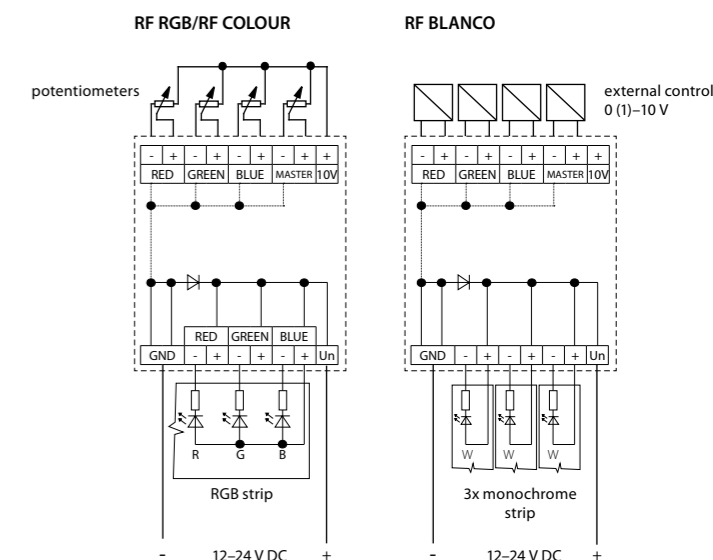 RF RGB/RF COLOUR
RF BLANCO
potentiometers
external control
0 (1)–10 V
- + - + - + - + +
RED GREEN BLUE MASTER 10V
- + - + - + - + +
RED GREEN BLUE MASTER 10V
RED GREEN BLUE
GND - + - + - + Un
GND - + - + - + Un
R G B
W W W
RGB strip
3x monochrome
strip
- 12–24 V DC +
- 12–24 V DC +